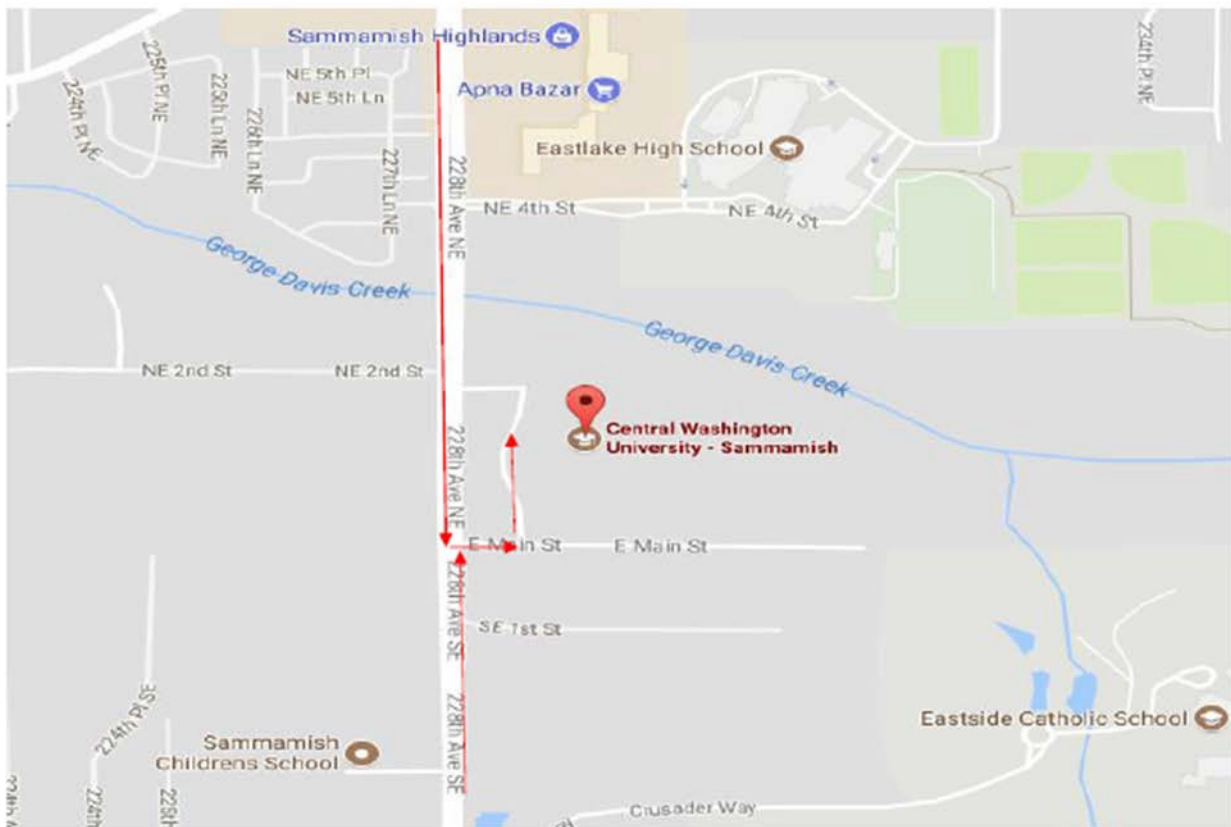 Sammamish Highlands
234th Pl NE
225th Pl NE
NE 5th Pl
224th Pl NE
225th Ln NE
NE 5th Ln
Apna Bazar
226th Ln NE
Eastlake High School
227th Ln NE
228th Ave NE
NE 4th St
NE 4th St
George Davis Creek
George Davis Creek
NE 2nd St
NE 2nd St
Central Washington
University - Sammamish
228th Ave NE
E Main St
E Main St
228th Ave SE
SE 1st St
224th Pl SE
228th Ave SE
Eastside Catholic School
Sammamish
Childrens School
224th A
224th
225th
Crusader Way